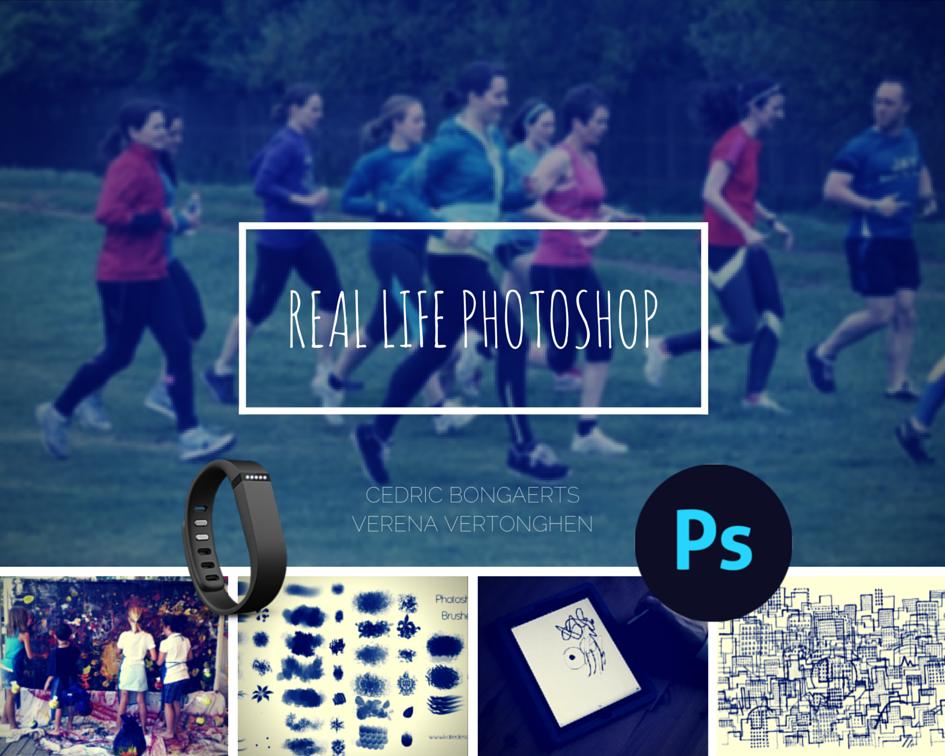 REAL LIFE PHOTOSHOP
CEDRIC BONGAERTS
VERENA VERTONGHEN
Ps
Photosh
Brushe